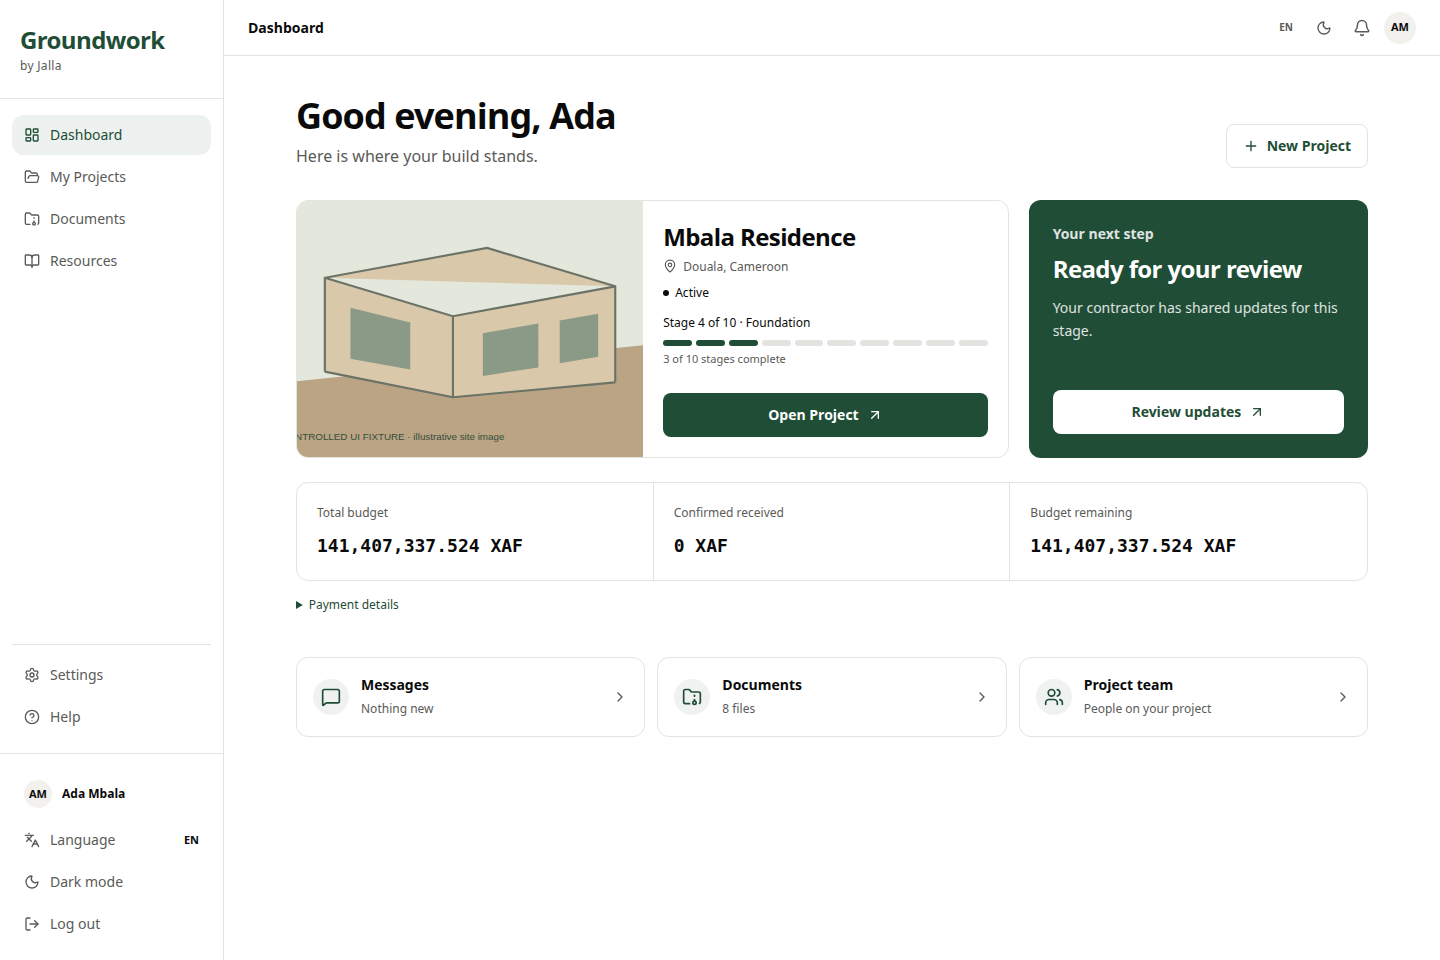 Groundwork
by Jalla
Dashboard
My Projects
Documents
Resources
Settings
Help
AM Ada Mbala
Language EN
Dark mode
Log out
Dashboard
EN
AM
Good evening, Ada
Here is where your build stands.
New Project
NTROLLED UI FIXTURE · illustrative site image
Mbala Residence
Douala, Cameroon
Active
Stage 4 of 10 · Foundation
3 of 10 stages complete
Open Project
Your next step
Ready for your review
Your contractor has shared updates for this
stage.
Review updates
Total budget
141,407,337.524 XAF
Confirmed received
0 XAF
Budget remaining
141,407,337.524 XAF
Payment details
Messages
Nothing new
Documents
8 files
Project team
People on your project